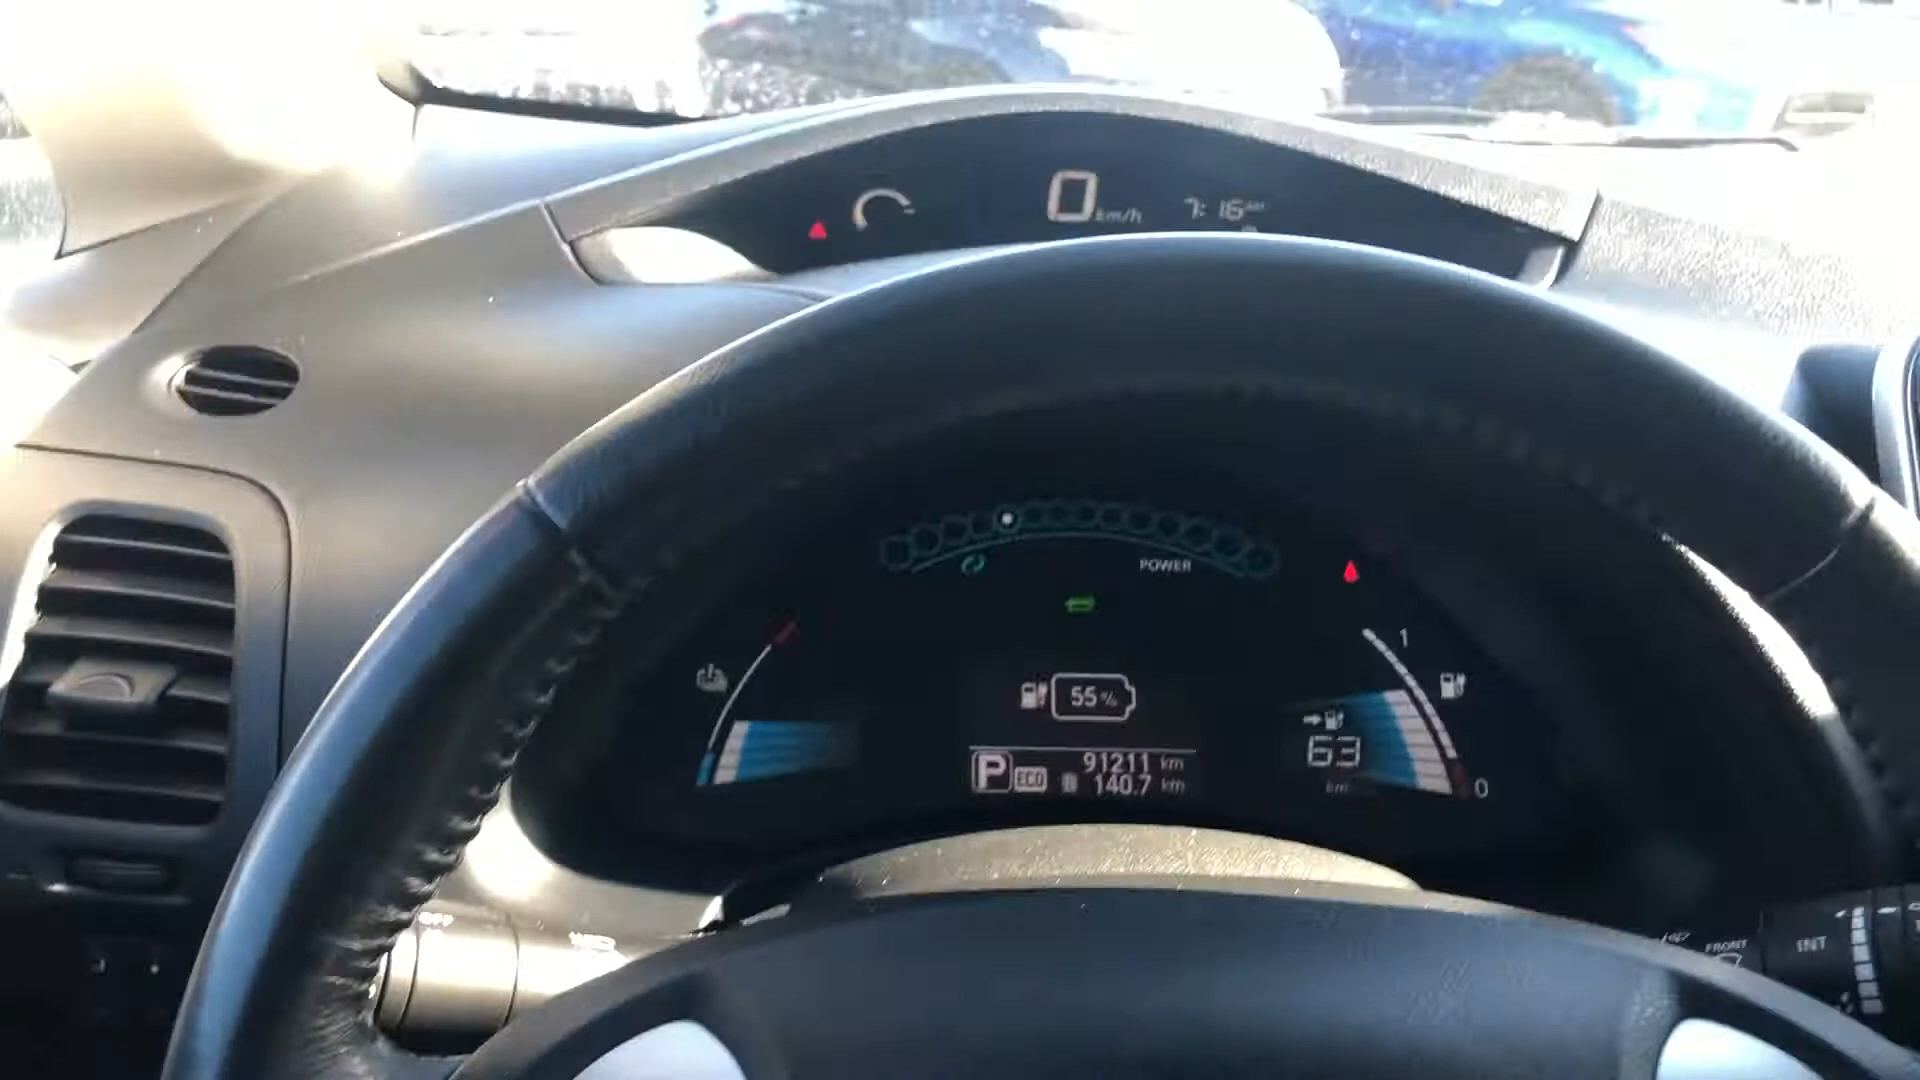 0 km/h 7:16 AM
POWER
1
55 %
63
km
0
P ECO
91211 km
140.7 km
OFF
FRONT
INT